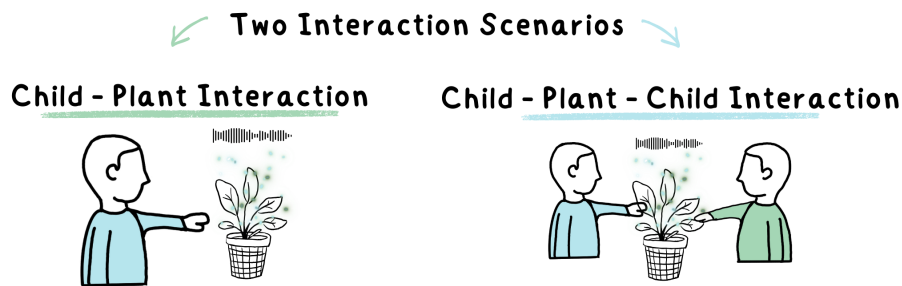 Two Interaction Scenarios
Child - Plant Interaction
Child - Plant - Child Interaction